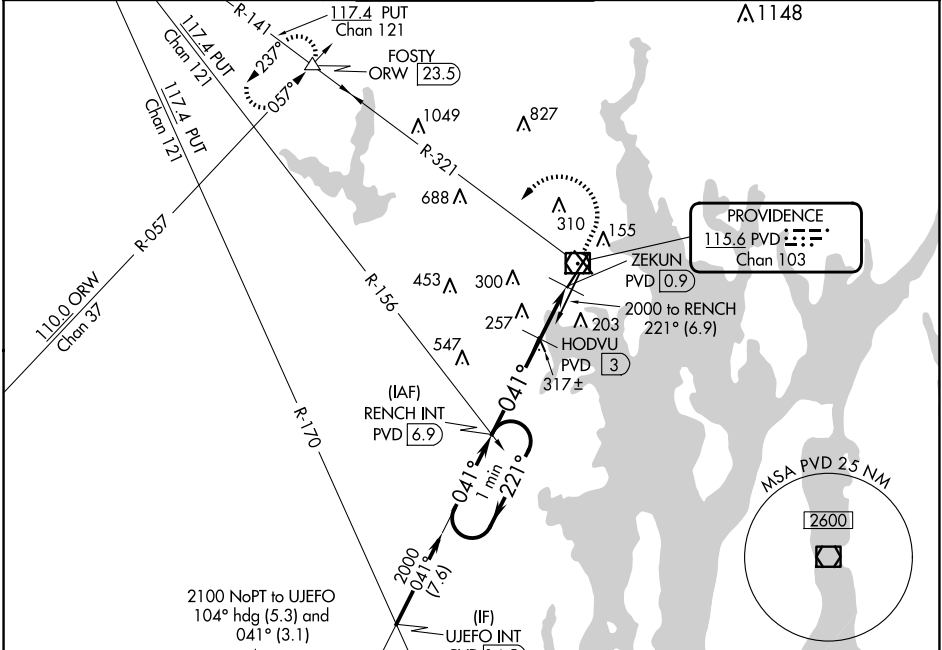 R-141
117.4 PUT
Chan 121
1148
117.4 PUT
Chan 121
237°
057°
FOSTY
ORW 23.5
117.4 PUT
Chan 121
1049
827
R-321
688
310
155
PROVIDENCE
115.6 PVD
Chan 103
R-057
ZEKUN
PVD 0.9
453
300
R-156
2000 to RENCH
221° (6.9)
110.0 ORW
Chan 37
257
203
HODVU
PVD 3
547
317±
041°
(IAF)
RENCH INT
PVD 6.9
R-170
041°
1 min
221°
MSA PVD 25 NM
2600
2000
041°
(7.6)
2100 NoPT to UJEFO
104° hdg (5.3) and
041° (3.1)
(IF)
UJEFO INT